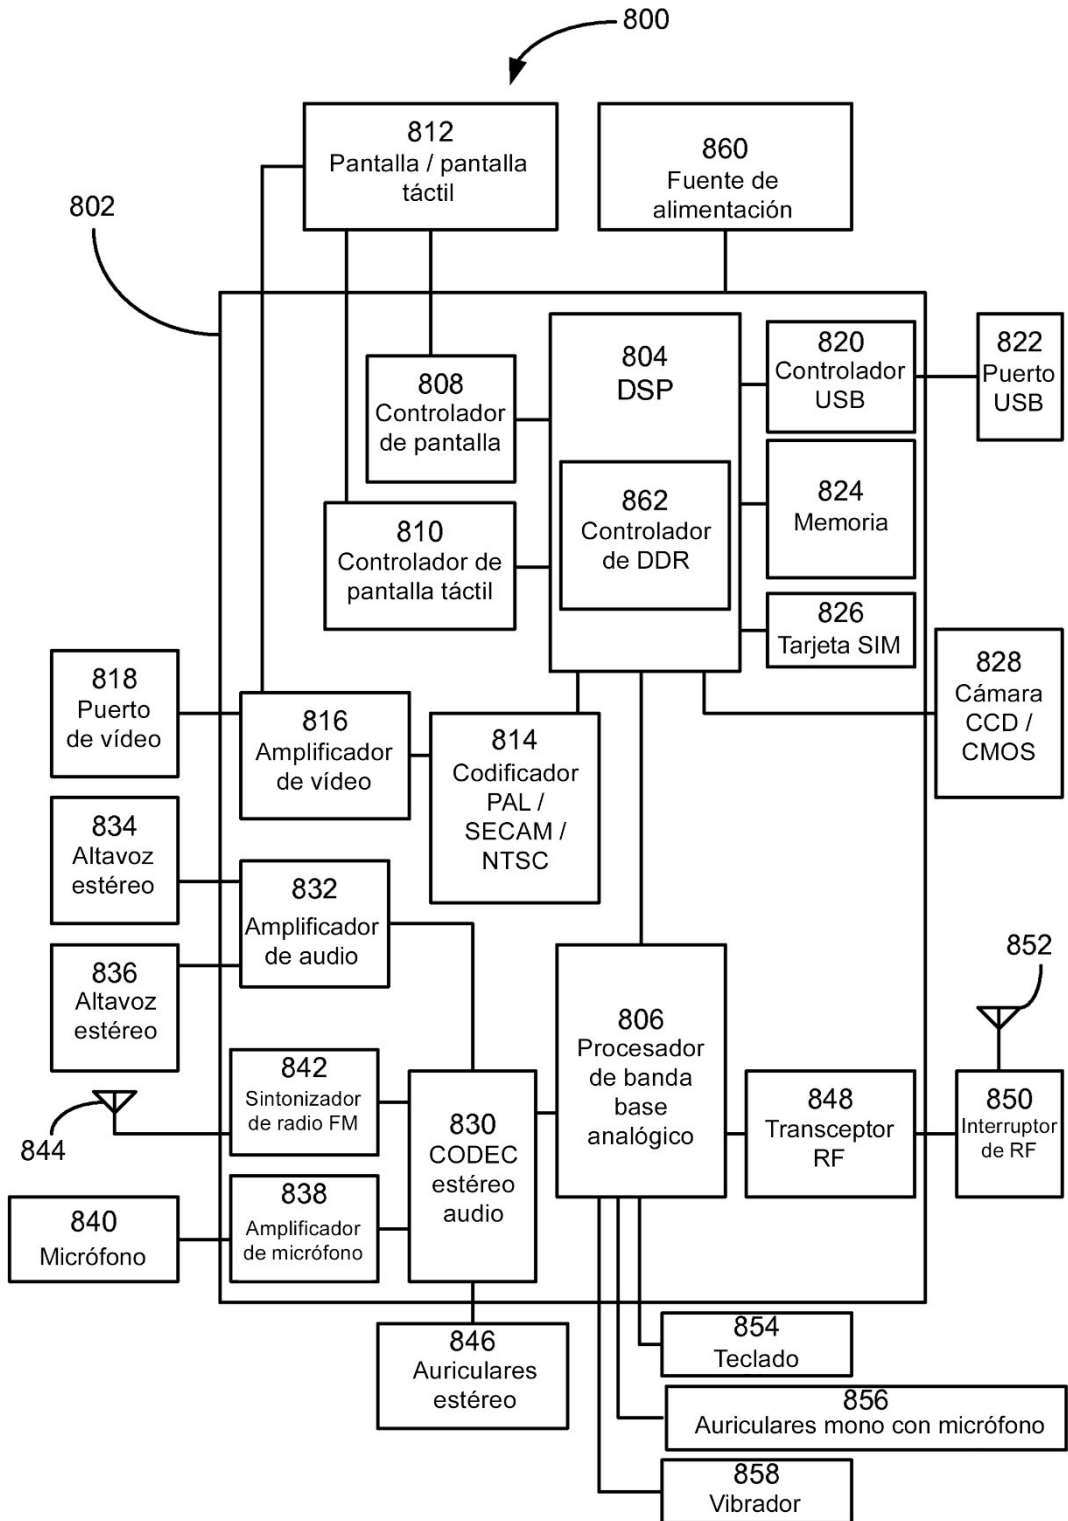 800
812
Pantalla / pantalla
táctil
860
Fuente de
alimentación
802
804
DSP
820
Controlador
USB
822
Puerto
USB
808
Controlador
de pantalla
862
Controlador
de DDR
824
Memoria
810
Controlador de
pantalla táctil
826
Tarjeta SIM
828
Cámara
CCD /
CMOS
818
Puerto
de vídeo
816
Amplificador
de vídeo
814
Codificador
PAL /
SECAM /
NTSC
834
Altavoz
estéreo
832
Amplificador
de audio
836
Altavoz
estéreo
852
806
Procesador
de banda
base
analógico
842
Sintonizador
de radio FM
844
830
CODEC
estéreo
audio
848
Transceptor
RF
850
Interruptor
de RF
838
Amplificador
de micrófono
840
Micrófono
846
Auriculares
estéreo
854
Teclado
856
Auriculares mono con micrófono
858
Vibrador